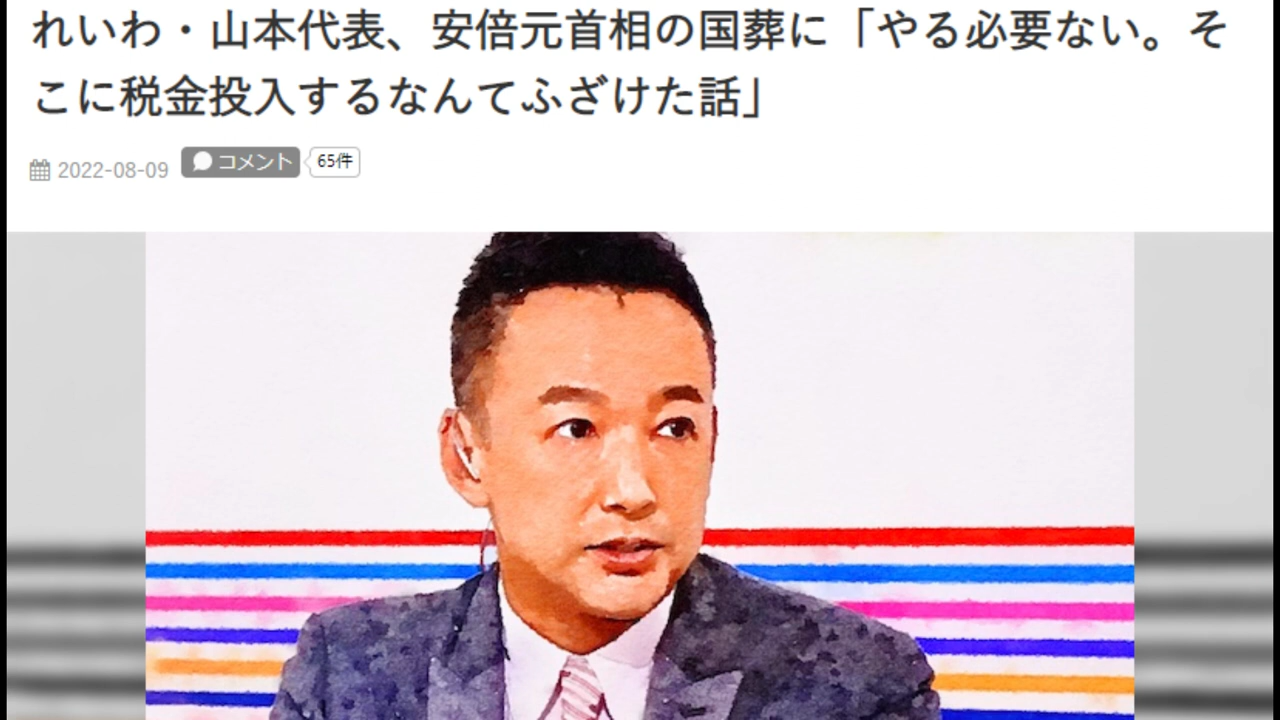 れいわ・山本代表、安倍元首相の国葬に「やる必要ない。そ
こに税金投入するなんてふざけた話」
2022-08-09 コメント 65件